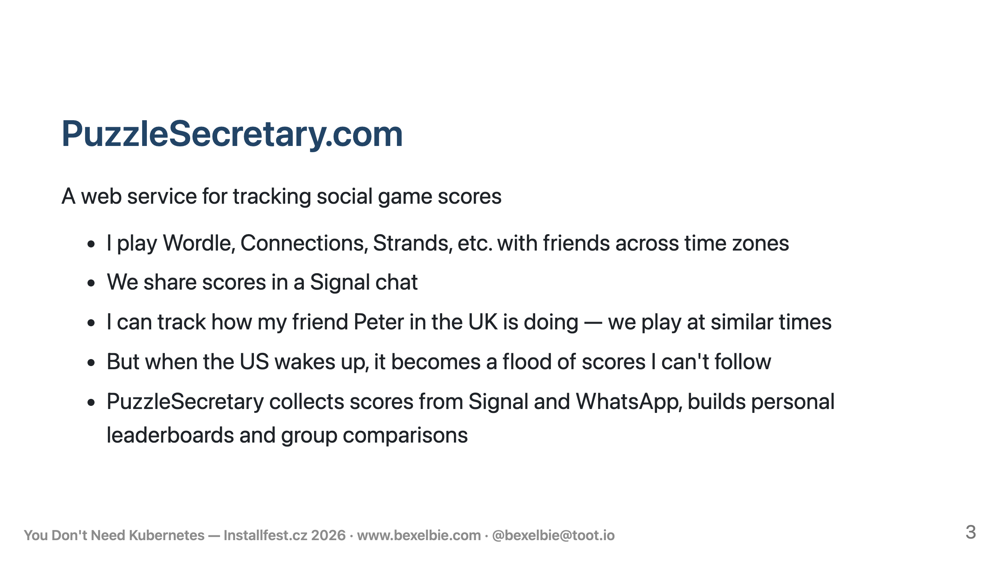 PuzzleSecretary.com
A web service for tracking social game scores
• I play Wordle, Connections, Strands, etc. with friends across time zones
• We share scores in a Signal chat
• I can track how my friend Peter in the UK is doing — we play at similar times
• But when the US wakes up, it becomes a flood of scores I can't follow
• PuzzleSecretary collects scores from Signal and WhatsApp, builds personal
leaderboards and group comparisons
You Don't Need Kubernetes — Installfest.cz 2026 · www.bexelbie.com · @bexelbie@toot.io
3